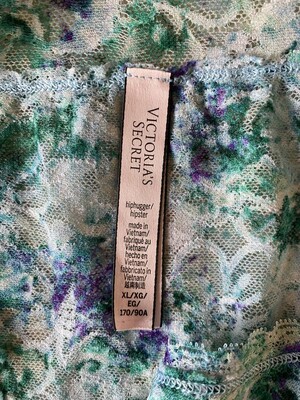 VICTORIA'S
SECRET
hiphugger/
hipster
made in
Vietnam/
fabriqué au
Vietnam/
hecho en
Vietnam/
fabbricato in
Vietnam/
越南制造
XL/XG/
EG/
170/90A